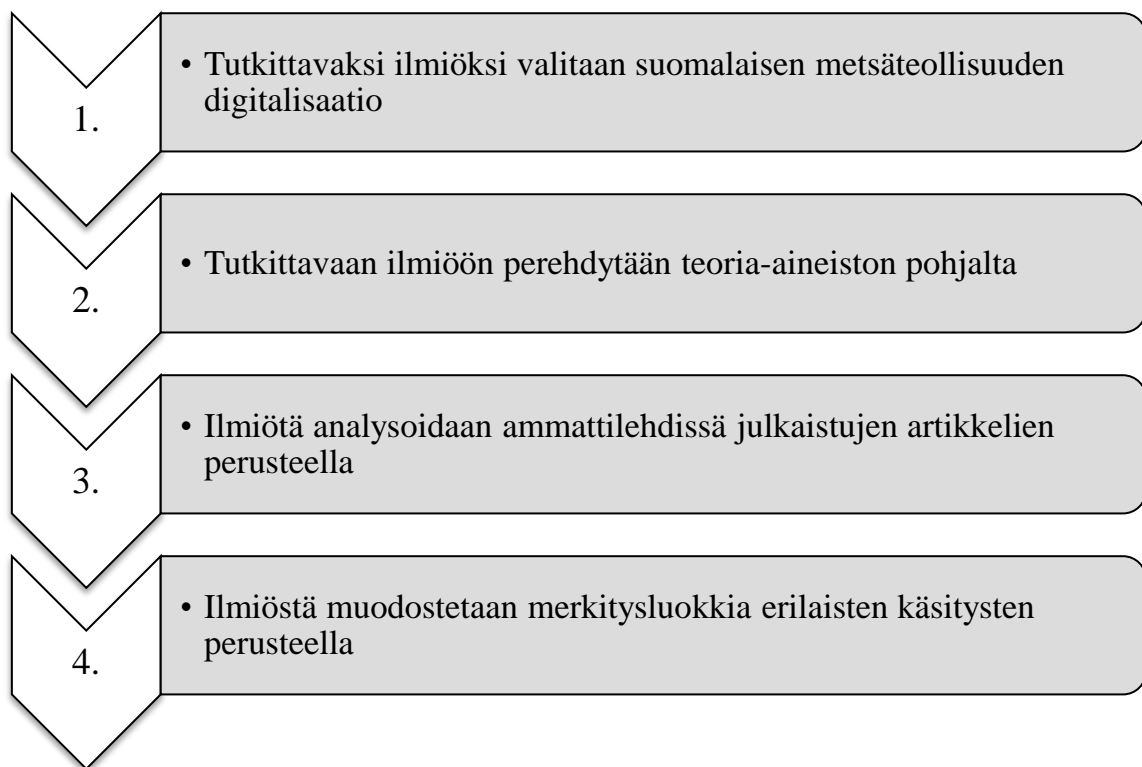 1.
• Tutkittavaksi ilmiöksi valitaan suomalaisen metsäteollisuuden
digitalisaatio
2.
• Tutkittavaan ilmiöön perehdytään teoria-aineiston pohjalta
3.
• Ilmiötä analysoidaan ammattilehdissä julkaistujen artikkelien
perusteella
4.
• Ilmiöstä muodostetaan merkitysluokkia erilaisten käsitysten
perusteella